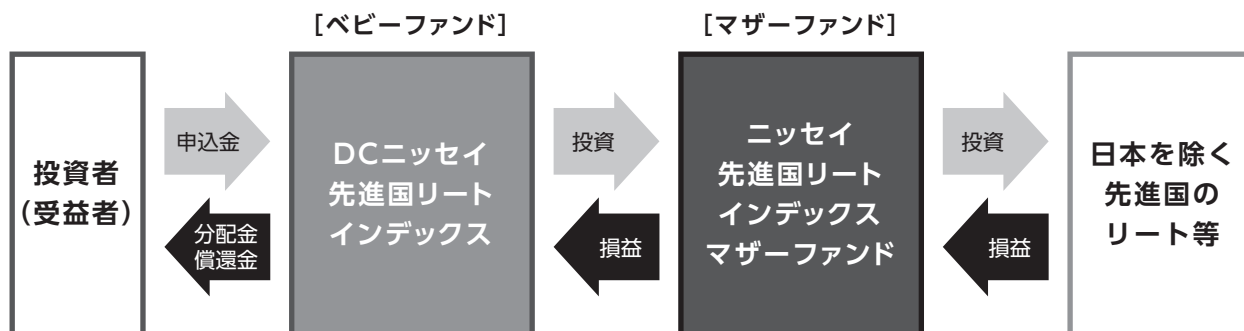 [ベビーファンド]
[マザーファンド]
投資者
(受益者)
申込金
分配金
償還金
DCニッセイ
先進国リート
インデックス
投資
損益
ニッセイ
先進国リート
インデックス
マザーファンド
投資
損益
日本を除く
先進国の
リート等